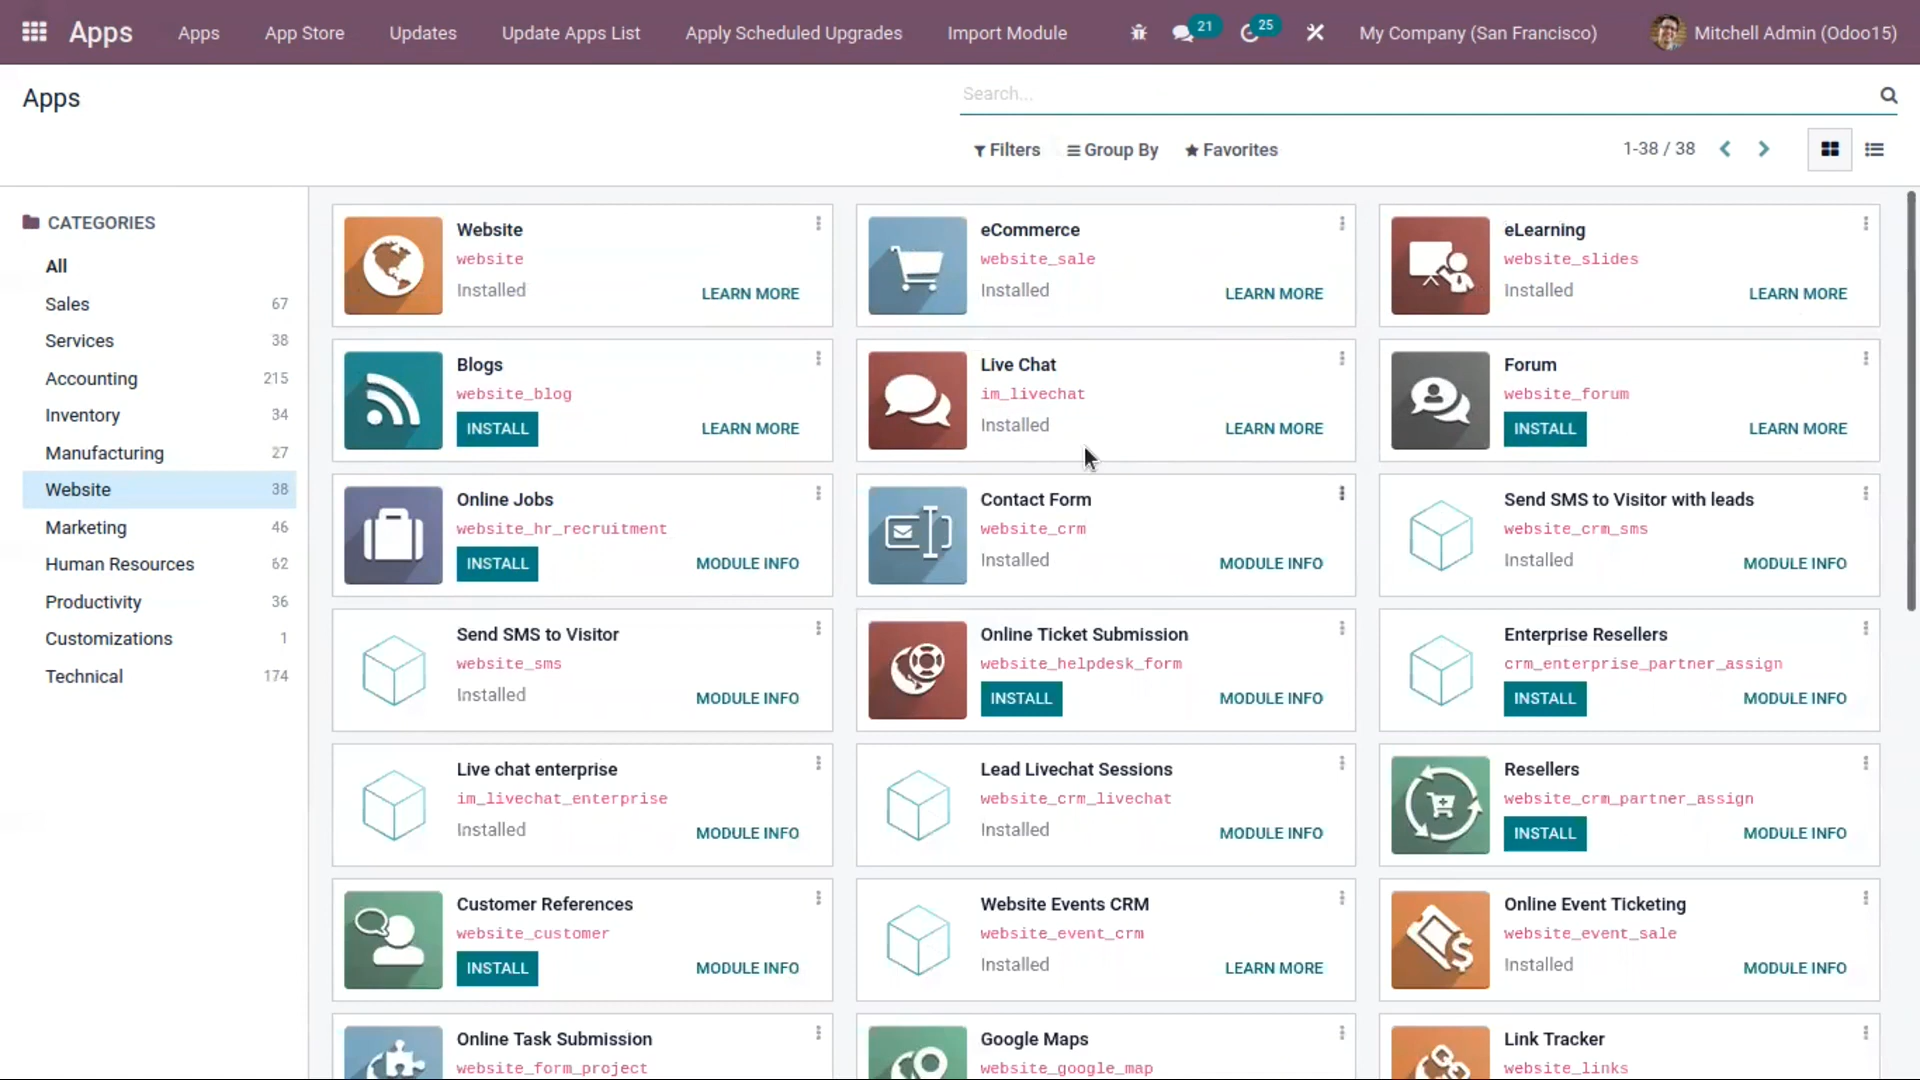 Apps Apps App Store Updates Update Apps List Apply Scheduled Upgrades Import Module 21 25 My Company (San Francisco) Mitchell Admin (Odoo15)
Apps
Search...
Filters Group By Favorites 1-38 / 38
CATEGORIES
All
Sales 67
Services 38
Accounting 215
Inventory 34
Manufacturing 27
Website 38
Marketing 46
Human Resources 62
Productivity 36
Customizations 1
Technical 174
Website
website
Installed LEARN MORE
eCommerce
website_sale
Installed LEARN MORE
eLearning
website_slides
Installed LEARN MORE
Blogs
website_blog
INSTALL LEARN MORE
Live Chat
im_livechat
Installed LEARN MORE
Forum
website_forum
INSTALL LEARN MORE
Online Jobs
website_hr_recruitment
INSTALL MODULE INFO
Contact Form
website_crm
Installed MODULE INFO
Send SMS to Visitor with leads
website_crm_sms
Installed MODULE INFO
Send SMS to Visitor
website_sms
Installed MODULE INFO
Online Ticket Submission
website_helpdesk_form
INSTALL MODULE INFO
Enterprise Resellers
crm_enterprise_partner_assign
INSTALL MODULE INFO
Live chat enterprise
im_livechat_enterprise
Installed MODULE INFO
Lead Livechat Sessions
website_crm_livechat
Installed MODULE INFO
Resellers
website_crm_partner_assign
INSTALL MODULE INFO
Customer References
website_customer
INSTALL MODULE INFO
Website Events CRM
website_event_crm
Installed LEARN MORE
Online Event Ticketing
website_event_sale
Installed MODULE INFO
Online Task Submission
website_form_project
Google Maps
website_google_map
Link Tracker
website_links